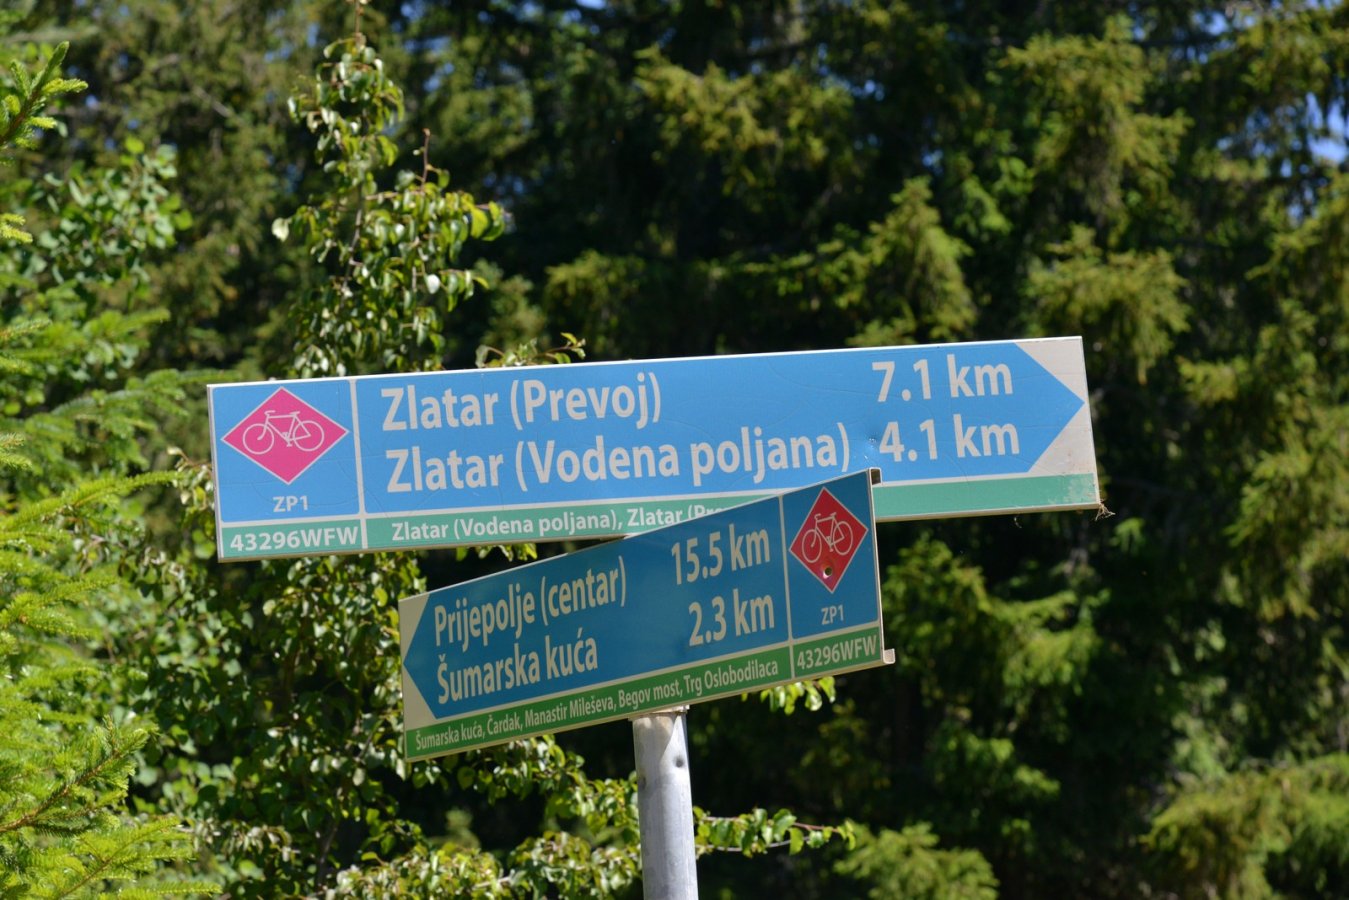 Zlatar (Prevoj) 7.1 km
Zlatar (Vodena poljana) 4.1 km
ZP1
43296WFW
Zlatar (Vodena poljana), Zlatar
Prijepolje (centar) 15.5 km
Šumarska kuća 2.3 km
ZP1
Šumarska kuća, Čardak, Manastir Mileševa, Begov most, Trg Oslobodilaca
43296WFW